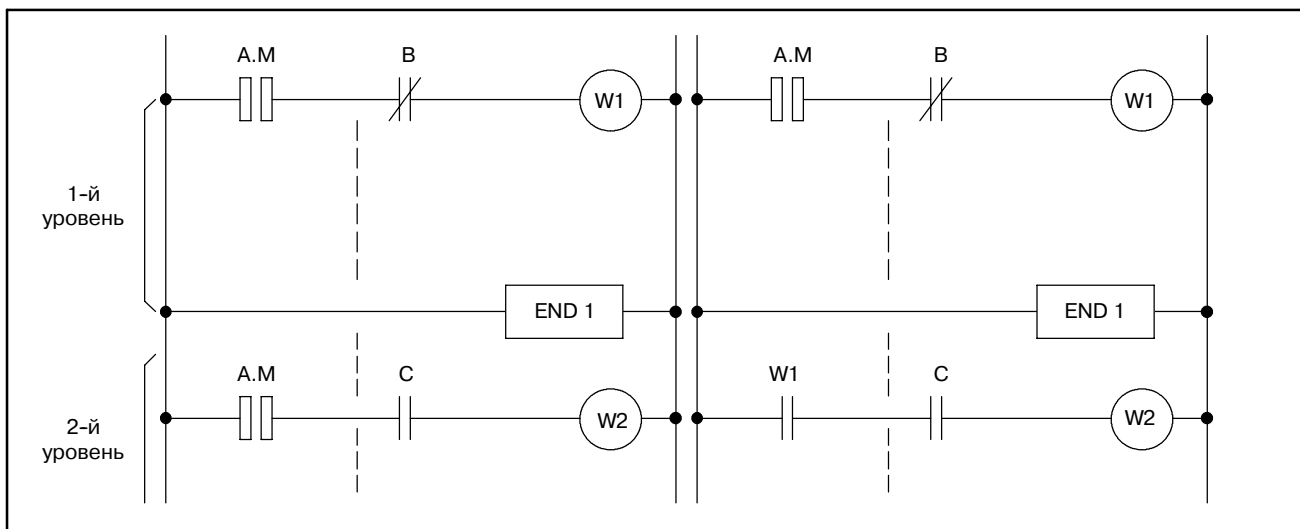 A.M B A.M B
W1 W1
1-й
уровень
END 1 END 1
A.M C W1 C
W2 W2
2-й
уровень